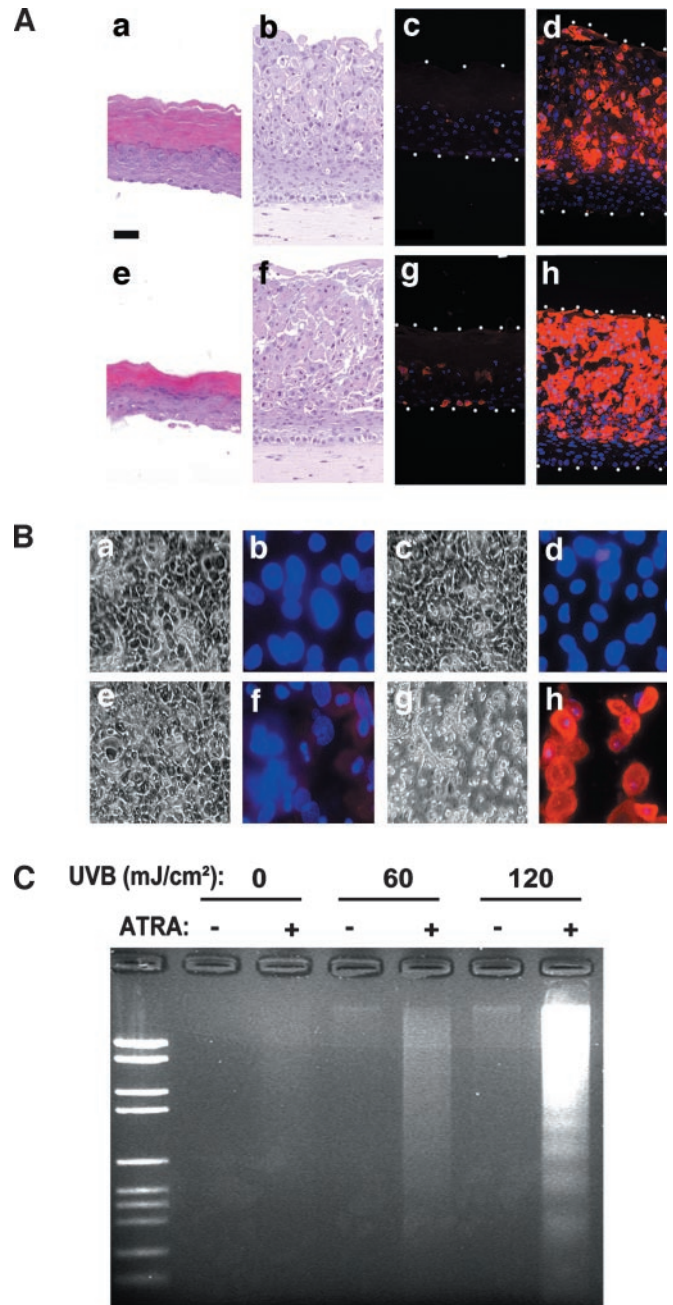 A
a b c d
e f g h
B
a b c d
e f g h
C
UVB (mJ/cm²): 0 60 120
ATRA: - + - + - +